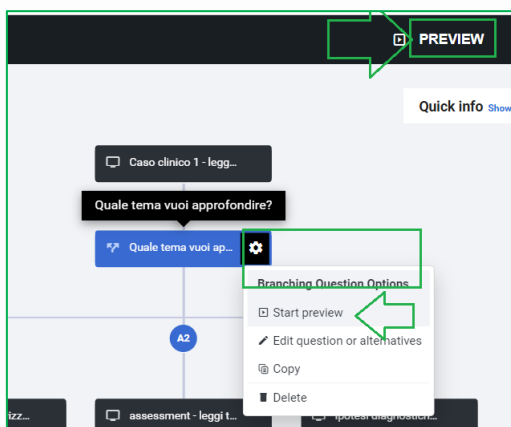 PREVIEW
Quick info Show
Caso clinico 1 - legg...
Quale tema vuoi approfondire?
Quale tema vuoi ap...
Branching Question Options
Start preview
A2
Edit question or alternatives
Copy
Delete
izz...
assessment - leggi t...
ipotesi diagnostich...